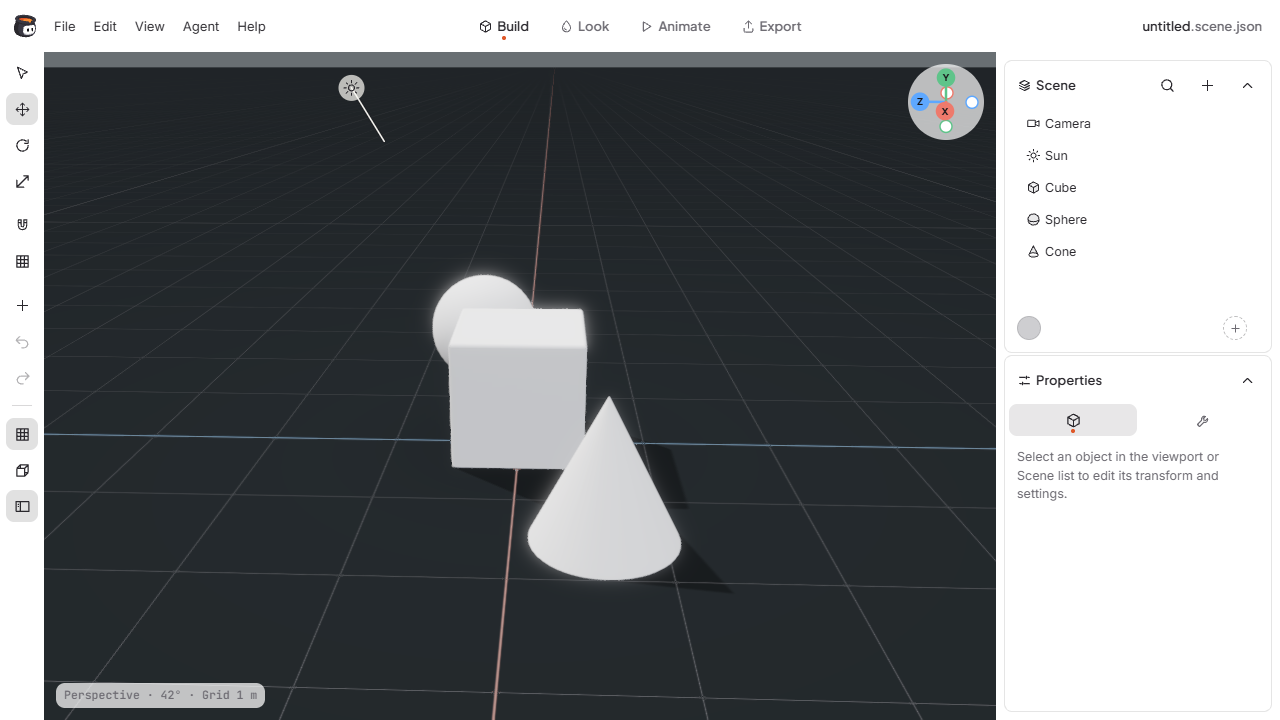 File Edit View Agent Help
Build Look Animate Export
untitled.scene.json
Y
Z
X
Scene
Camera
Sun
Cube
Sphere
Cone
Properties
Select an object in the viewport or
Scene list to edit its transform and
settings.
Perspective · 42° · Grid 1 m